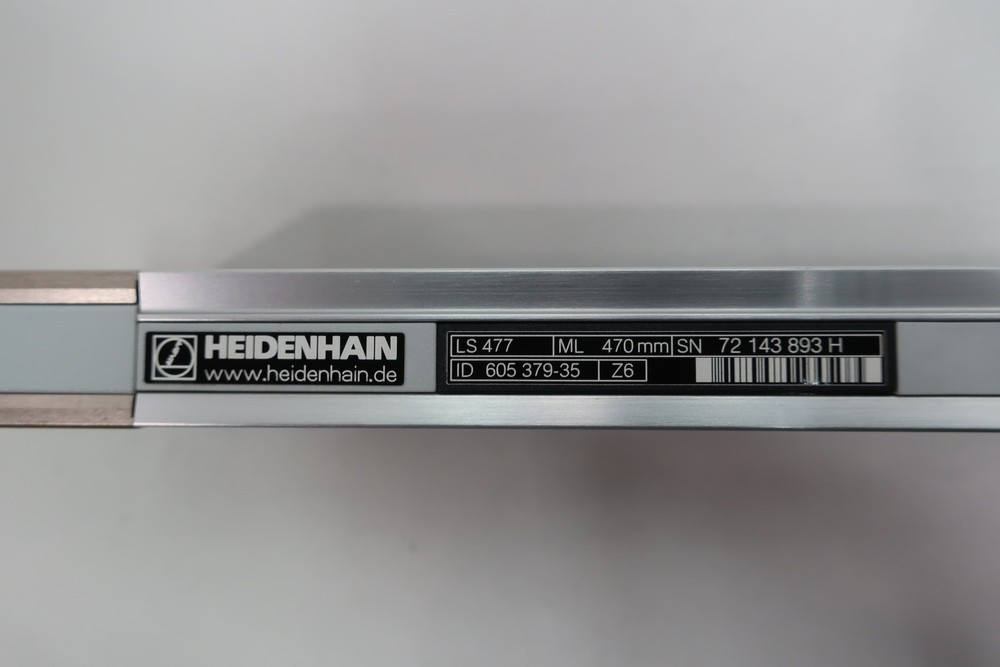 HEIDENHAIN
www.heidenhain.de
LS 477 ML 470 mm SN 72 143 893 H
ID 605 379-35 Z6